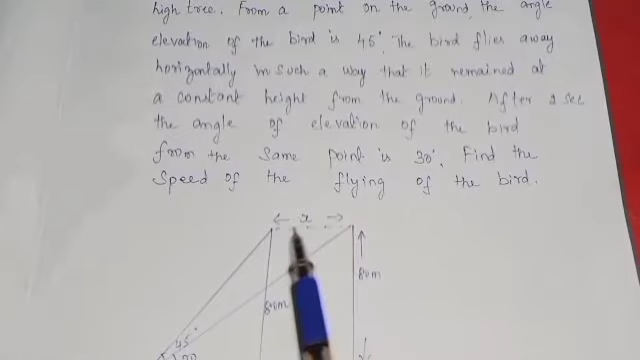 high tree. From a point on the ground, the angle
elevation of the bird is 45°. The bird flies away
horizontally in such a way that it remained at
a constant height from the ground. After 2 sec
the angle of elevation of the bird
from the same point is 30°. Find the
Speed of the flying of the bird.
x
80m
80m
45°